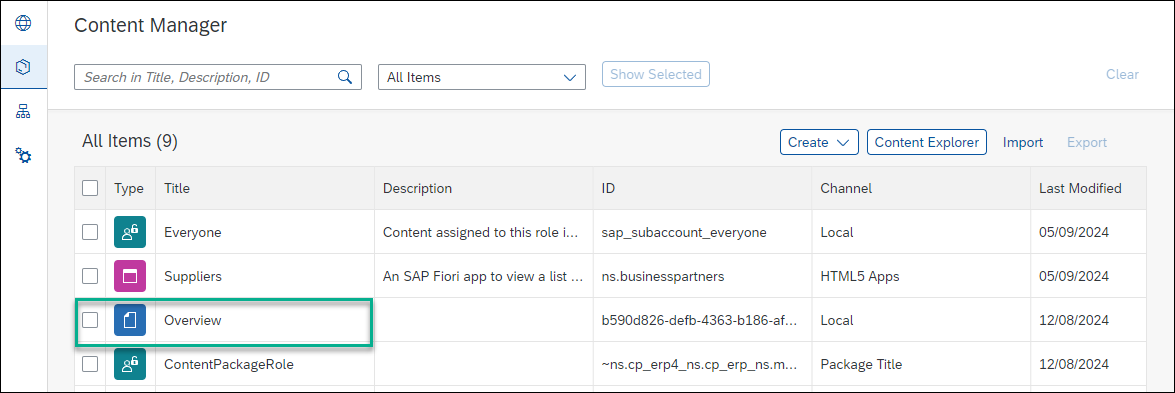 Content Manager
Search in Title, Description, ID
All Items
Show Selected
Clear
All Items (9)
Create
Content Explorer
Import
Export
Type Title Description ID Channel Last Modified
Everyone Content assigned to this role i... sap_subaccount_everyone Local 05/09/2024
Suppliers An SAP Fiori app to view a list ... ns.businesspartners HTML5 Apps 05/09/2024
Overview b590d826-defb-4363-b186-af... Local 12/08/2024
ContentPackageRole ~ns.cp_erp4_ns.cp_erp_ns.m... Package Title 12/08/2024